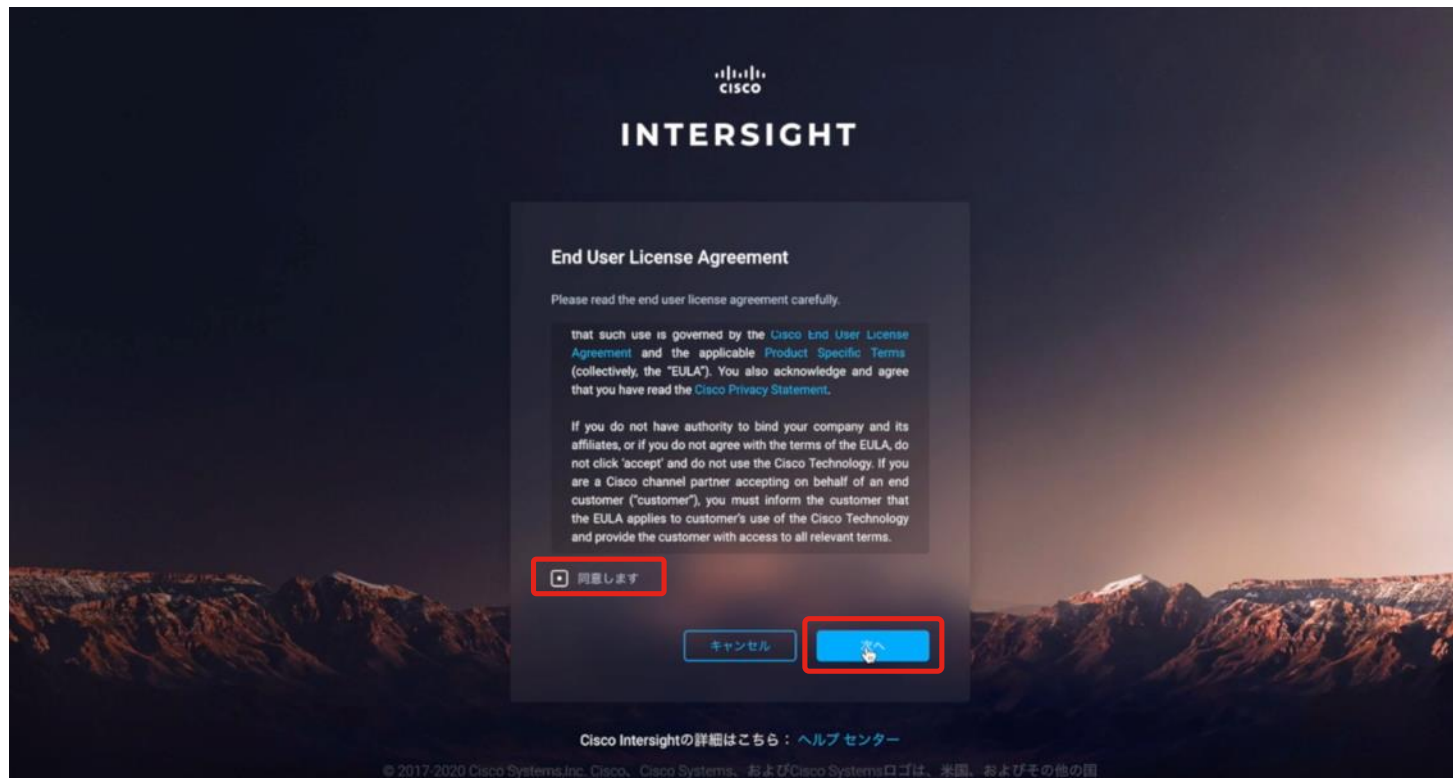 CISCO
INTERSIGHT
End User License Agreement
Please read the end user license agreement carefully.
that such use is governed by the Cisco End User License
Agreement and the applicable Product Specific Terms
(collectively, the "EULA"). You also acknowledge and agree
that you have read the Cisco Privacy Statement.
If you do not have authority to bind your company and its
affiliates, or if you do not agree with the terms of the EULA, do
not click 'accept' and do not use the Cisco Technology. If you
are a Cisco channel partner accepting on behalf of an end
customer ("customer"), you must inform the customer that
the EULA applies to customer's use of the Cisco Technology
and provide the customer with access to all relevant terms.
同意します
キャンセル 次へ
Cisco Intersightの詳細はこちら： ヘルプ センター
© 2017-2020 Cisco Systems.Inc. Cisco、Cisco Systems、およびCisco Systemsロゴは、米国、およびその他の国